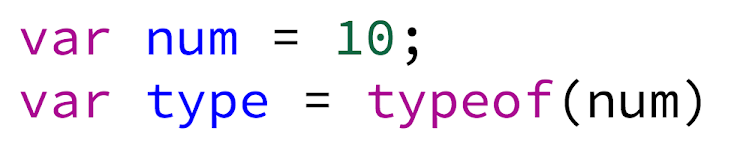 var num = 10;
var type = typeof(num)